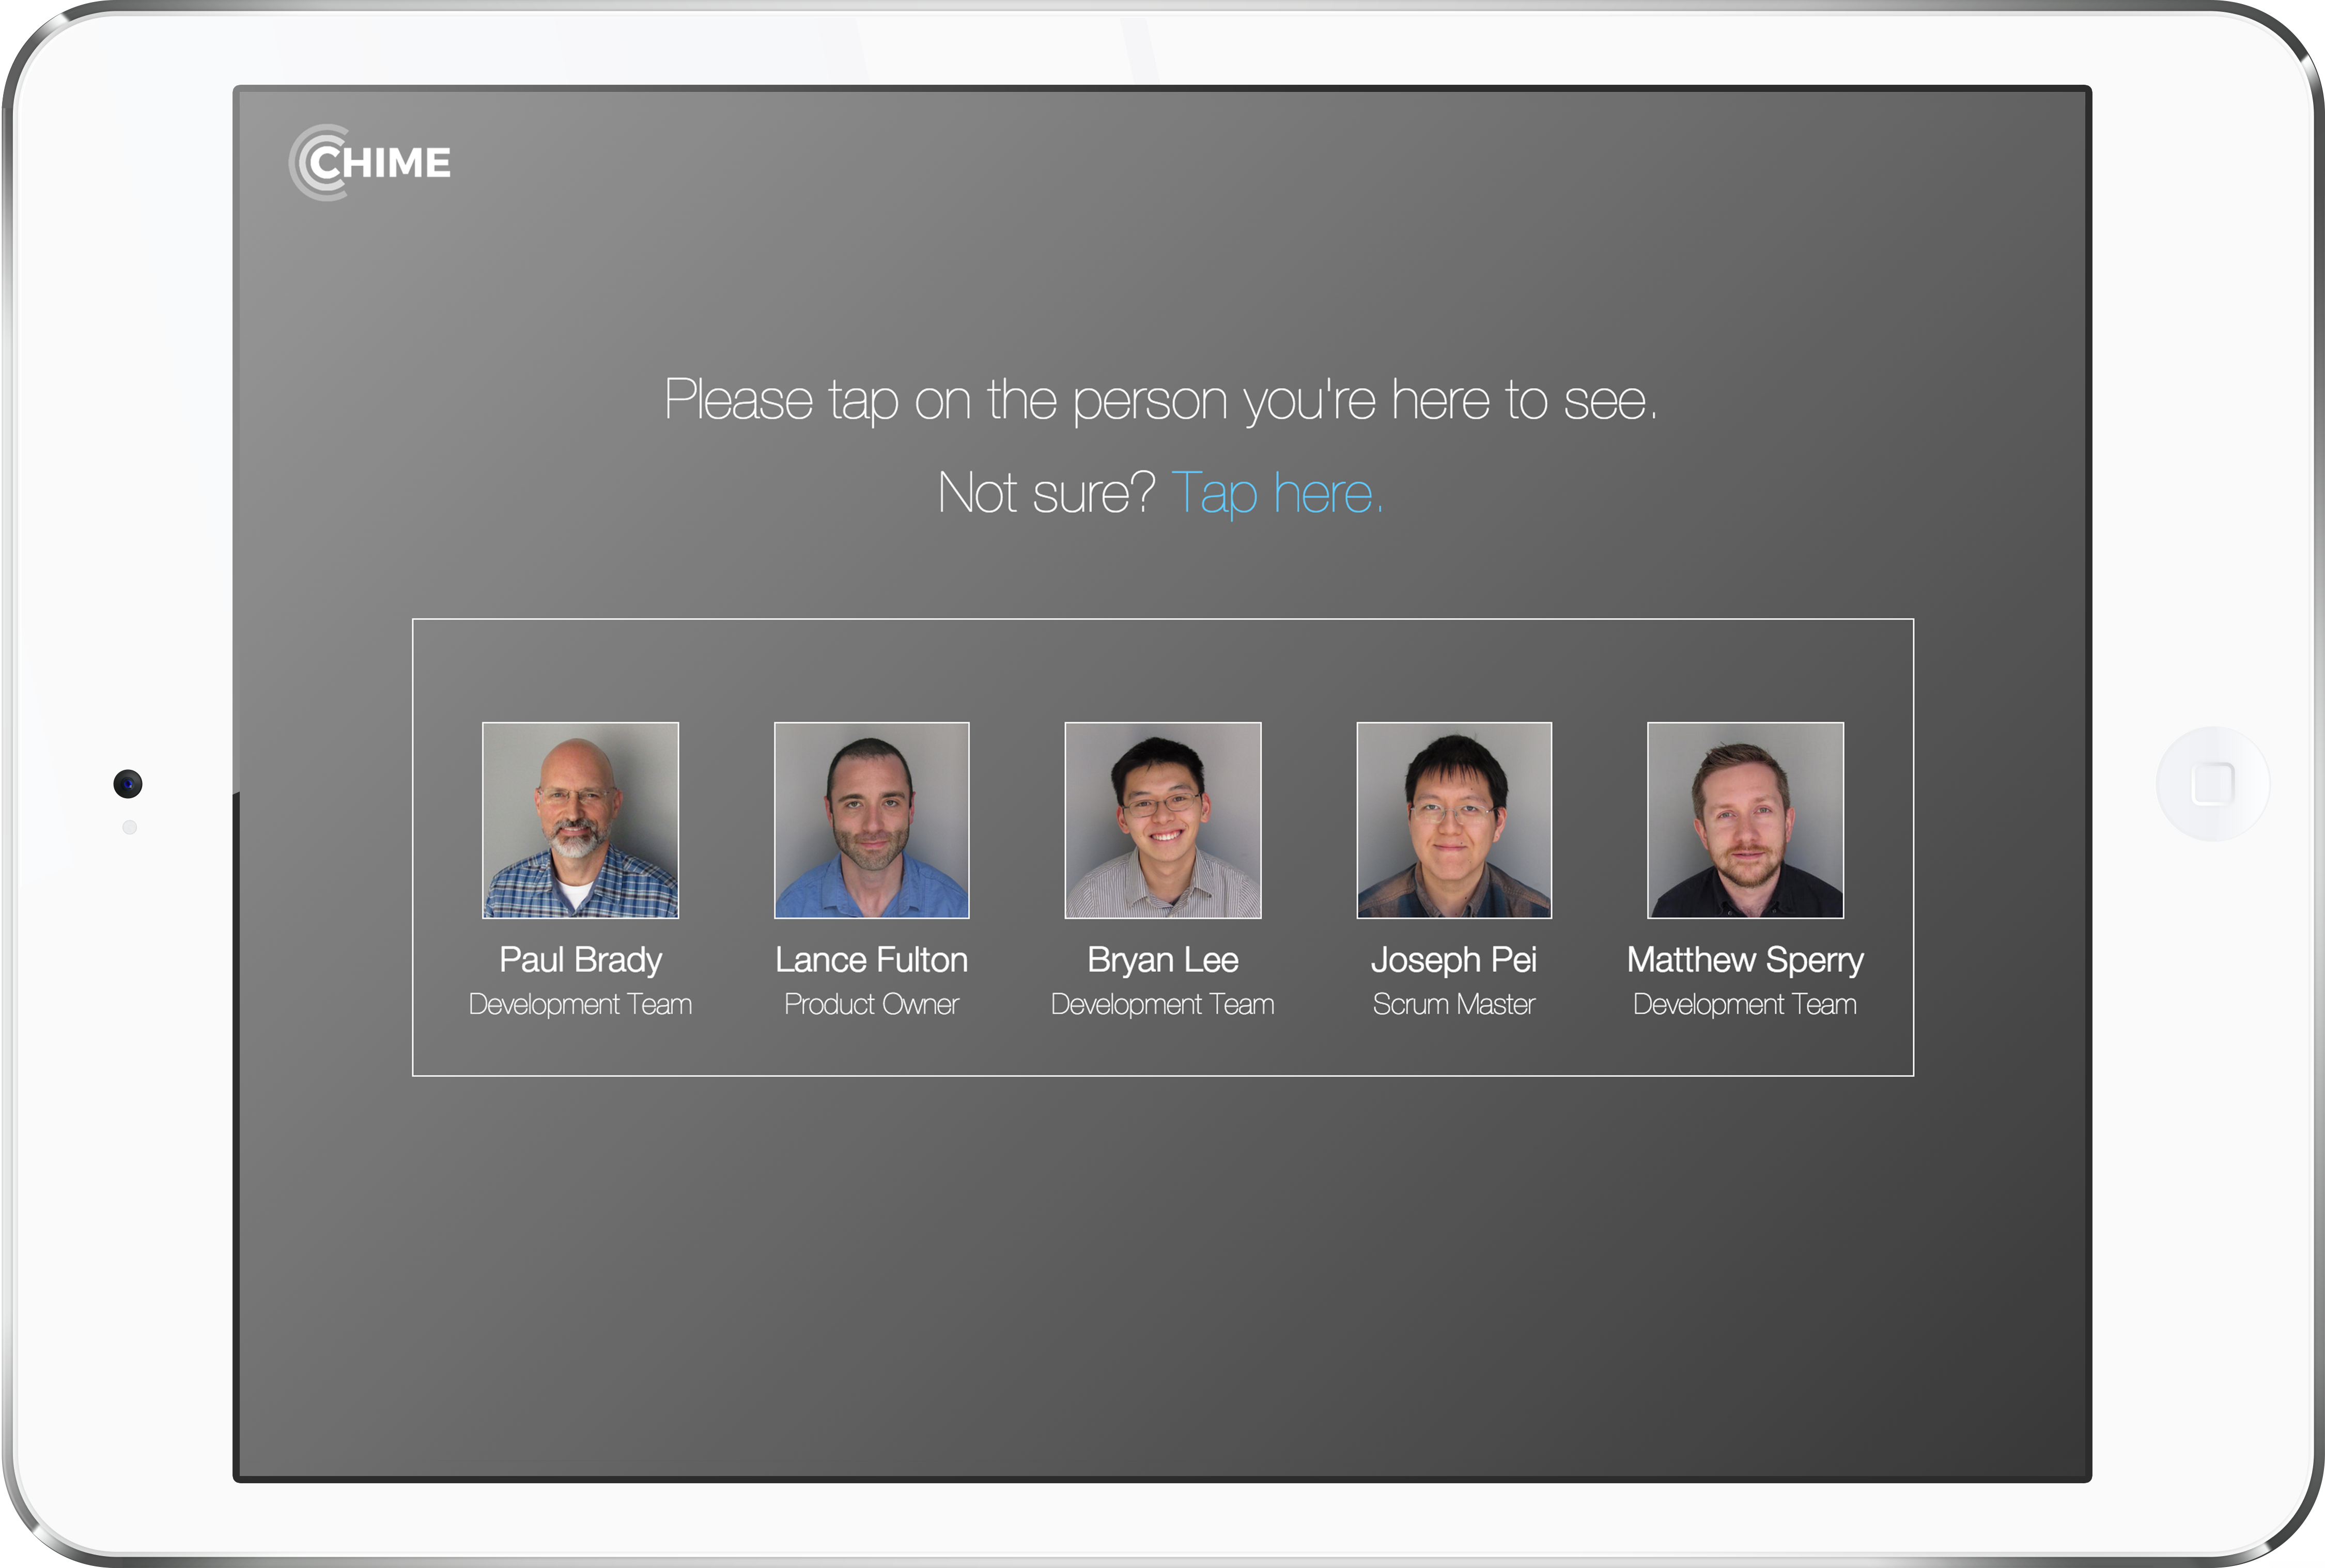 CHIME
Please tap on the person you're here to see.
Not sure? Tap here.
Paul Brady
Development Team
Lance Fulton
Product Owner
Bryan Lee
Development Team
Joseph Pei
Scrum Master
Matthew Sperry
Development Team